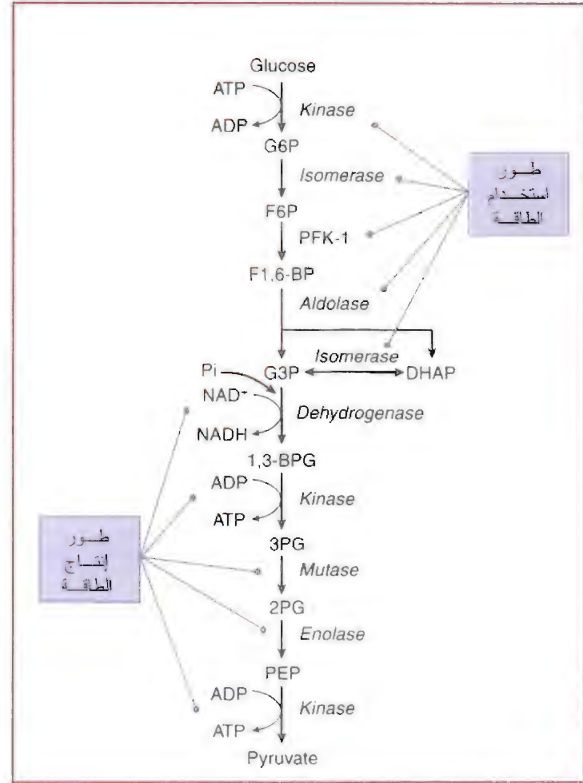 Glucose
ATP
Kinase
ADP
G6P
Isomerase
F6P
PFK-1
F1,6-BP
Aldolase
Isomerase
Pi
G3P
DHAP
NAD⁺
Dehydrogenase
NADH
1,3-BPG
ADP
Kinase
ATP
3PG
Mutase
2PG
Enolase
PEP
ADP
Kinase
ATP
Pyruvate
طور
استخدام
الطاقة
طور
إنتاج
الطاقة